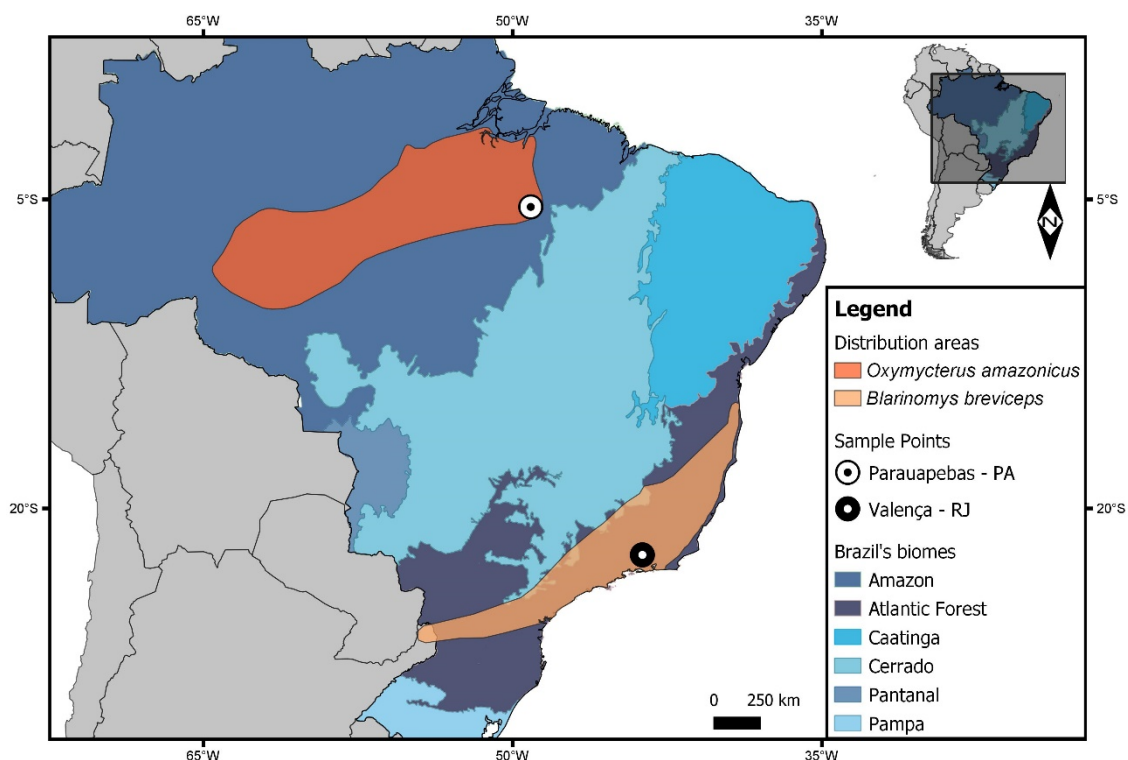 65°W 50°W 35°W
5°S 5°S
N
Legend
Distribution areas
Oxymycterus amazonicus
Blarinomys breviceps
Sample Points
Parauapebas - PA
Valença - RJ
20°S 20°S
Brazil's biomes
Amazon
Atlantic Forest
Caatinga
Cerrado
Pantanal
Pampa
0 250 km
65°W 50°W 35°W